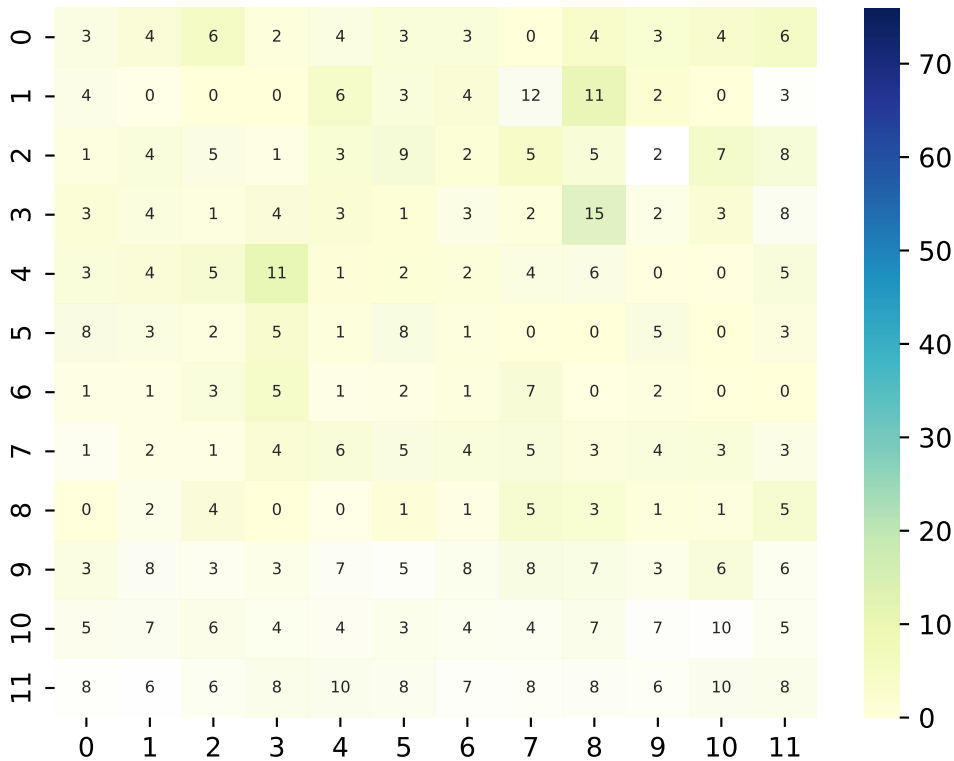 0 3 4 6 2 4 3 3 0 4 3 4 6
1 4 0 0 0 6 3 4 12 11 2 0 3
2 1 4 5 1 3 9 2 5 5 2 7 8
3 3 4 1 4 3 1 3 2 15 2 3 8
4 3 4 5 11 1 2 2 4 6 0 0 5
5 8 3 2 5 1 8 1 0 0 5 0 3
6 1 1 3 5 1 2 1 7 0 2 0 0
7 1 2 1 4 6 5 4 5 3 4 3 3
8 0 2 4 0 0 1 1 5 3 1 1 5
9 3 8 3 3 7 5 8 8 7 3 6 6
10 5 7 6 4 4 3 4 4 7 7 10 5
11 8 6 6 8 10 8 7 8 8 6 10 8
0 1 2 3 4 5 6 7 8 9 10 11
70
60
50
40
30
20
10
0